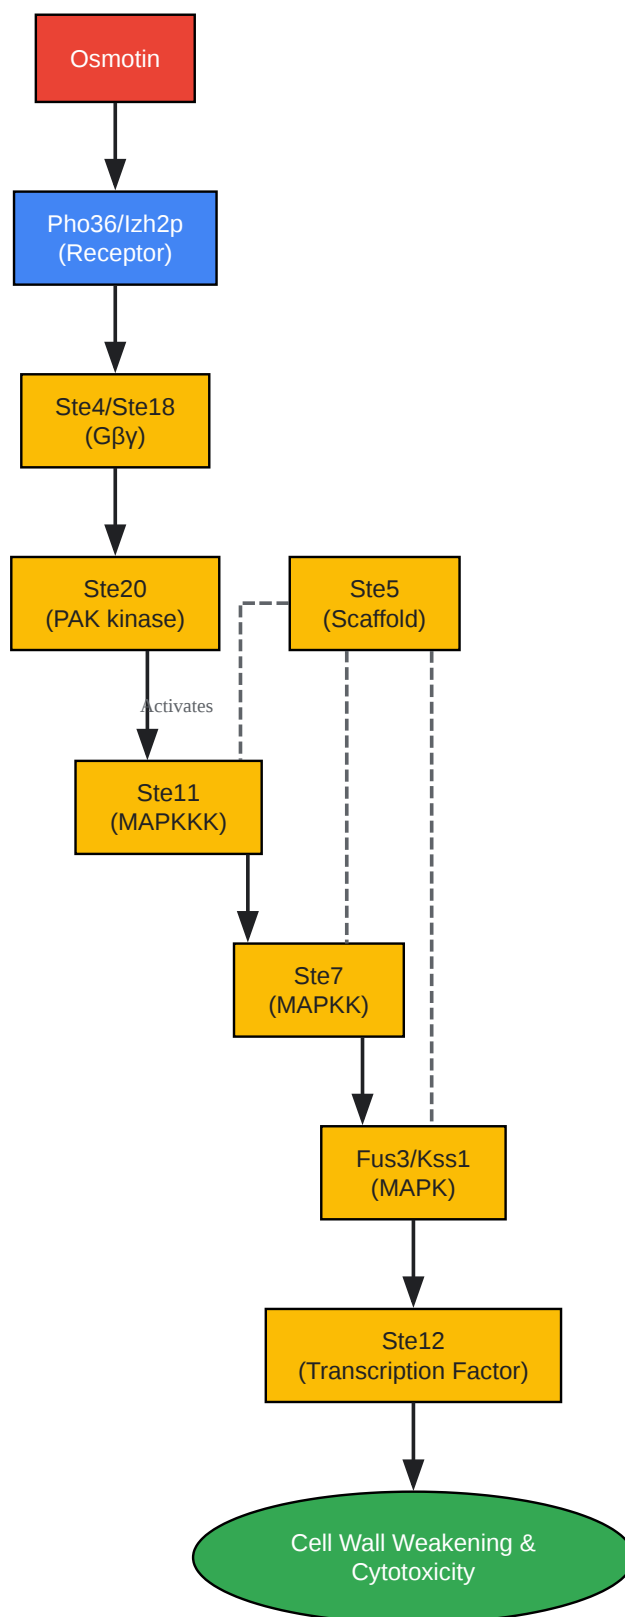 Osmotin
Pho36/Izh2p
(Receptor)
Ste4/Ste18
(Gβγ)
Ste20
(PAK kinase)
Ste5
(Scaffold)
Activates
Ste11
(MAPKKK)
Ste7
(MAPKK)
Fus3/Kss1
(MAPK)
Ste12
(Transcription Factor)
Cell Wall Weakening &
Cytotoxicity